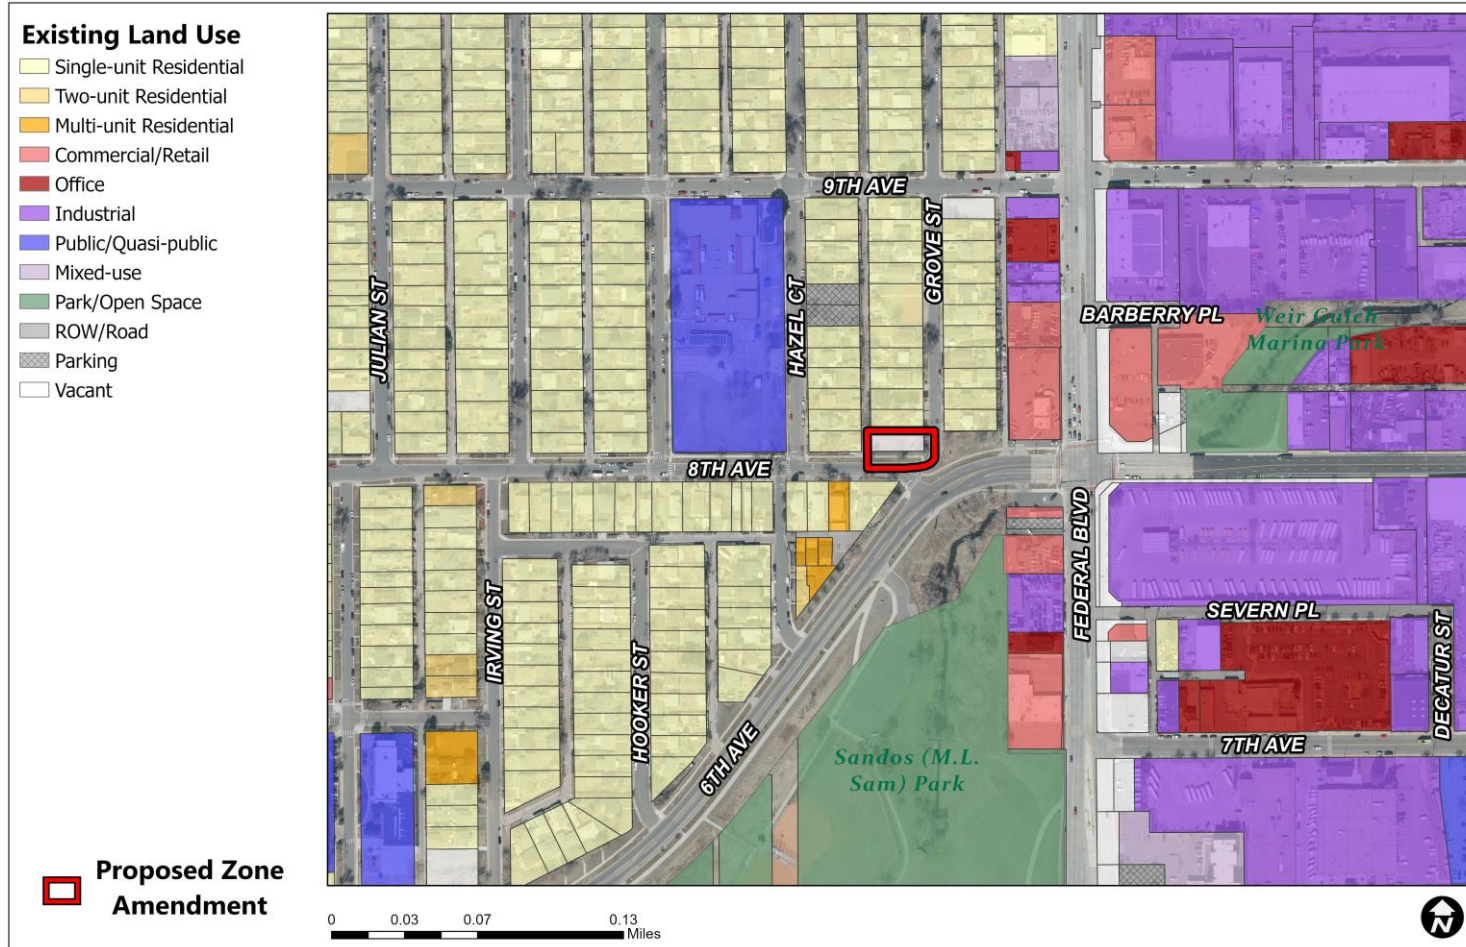 Existing Land Use
Single-unit Residential
Two-unit Residential
Multi-unit Residential
Commercial/Retail
Office
Industrial
Public/Quasi-public
Mixed-use
Park/Open Space
ROW/Road
Parking
Vacant
Proposed Zone
Amendment
9TH AVE
GROVE ST
JULIAN ST
HAZEL CT
BARBERRY PL
Weir Gulch
Marina Park
8TH AVE
FEDERAL BLVD
IRVING ST
HOOKER ST
SEVERN PL
DECATUR ST
6TH AVE
7TH AVE
Sandos (M.L.
Sam) Park
0 0.03 0.07 0.13
Miles
N